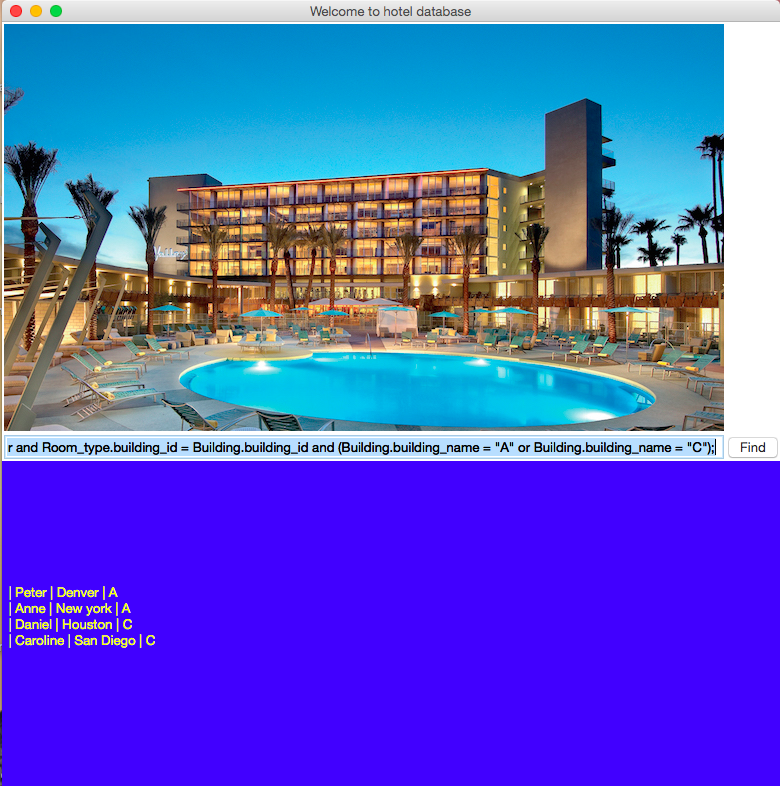 Welcome to hotel database
r and Room_type.building_id = Building.building_id and (Building.building_name = "A" or Building.building_name = "C");
Find
| Peter | Denver | A
| Anne | New york | A
| Daniel | Houston | C
| Caroline | San Diego | C